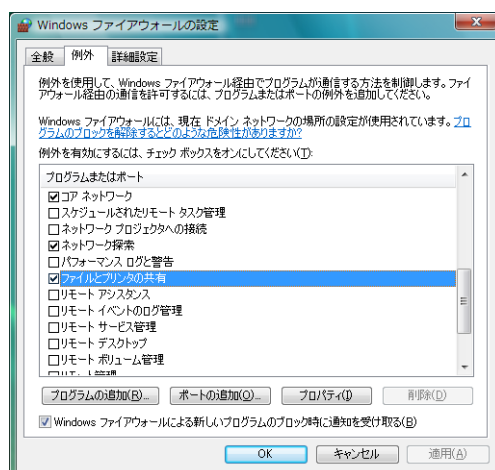 Windows ファイアウォールの設定
全般
例外
詳細設定
例外を使用して、Windows ファイアウォール経由でプログラムが通信する方法を制御します。ファイ
アウォール経由の通信を許可するには、プログラムまたはポートの例外を追加してください。
Windows ファイアウォールには、現在 ドメイン ネットワークの場所の設定が使用されています。プロ
グラムのブロックを解除するとどのような危険性がありますか?
例外を有効にするには、チェック ボックスをオンにしてください(T):
プログラムまたはポート
コア ネットワーク
スケジュールされたリモート タスク管理
ネットワーク プロジェクタへの接続
ネットワーク探索
パフォーマンス ログと警告
ファイルとプリンタの共有
リモート アシスタンス
リモート イベントのログ管理
リモート サービス管理
リモート デスクトップ
リモート ボリューム管理
プログラムの追加(R)...
ポートの追加(O)...
プロパティ(I)
削除(D)
Windows ファイアウォールによる新しいプログラムのブロック時に通知を受け取る(B)
OK
キャンセル
適用(A)